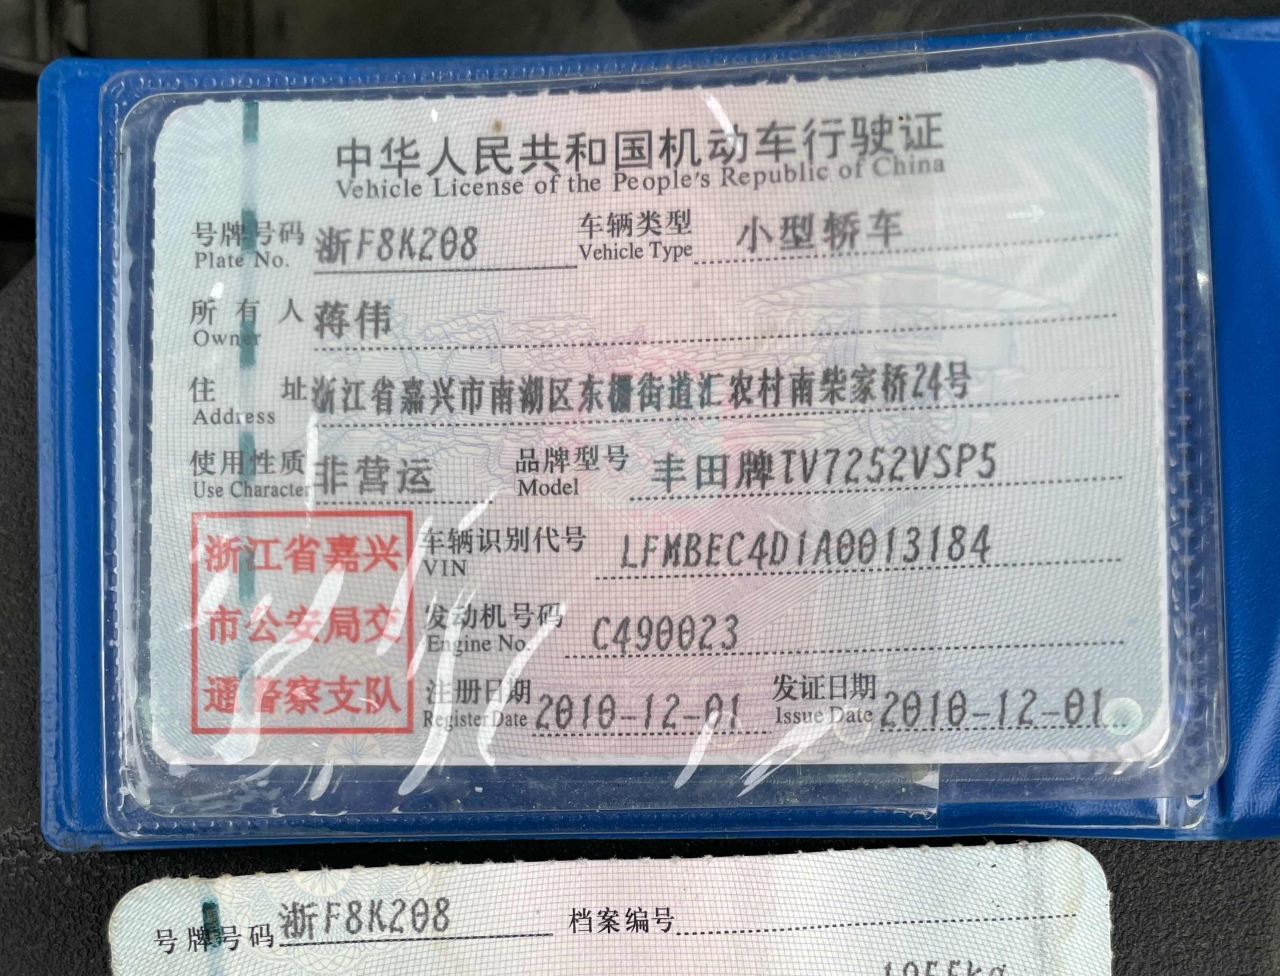 中华人民共和国机动车行驶证
Vehicle License of the People's Republic of China
号牌号码 浙F8K208 车辆类型 小型轿车
Plate No. Vehicle Type
所有人 蒋伟
Owner
住址 浙江省嘉兴市南湖区东栅街道汇农村南柴家桥24号
Address
使用性质 非营运 品牌型号 丰田牌TV7252VSP5
Use Character Model
浙江省嘉兴
市公安局交
通警察支队
车辆识别代号 LFMBEC4D1A0013184
VIN
发动机号码 C490023
Engine No.
注册日期 2010-12-01 发证日期 2010-12-01
Register Date Issue Date
号牌号码 浙F8K208 档案编号